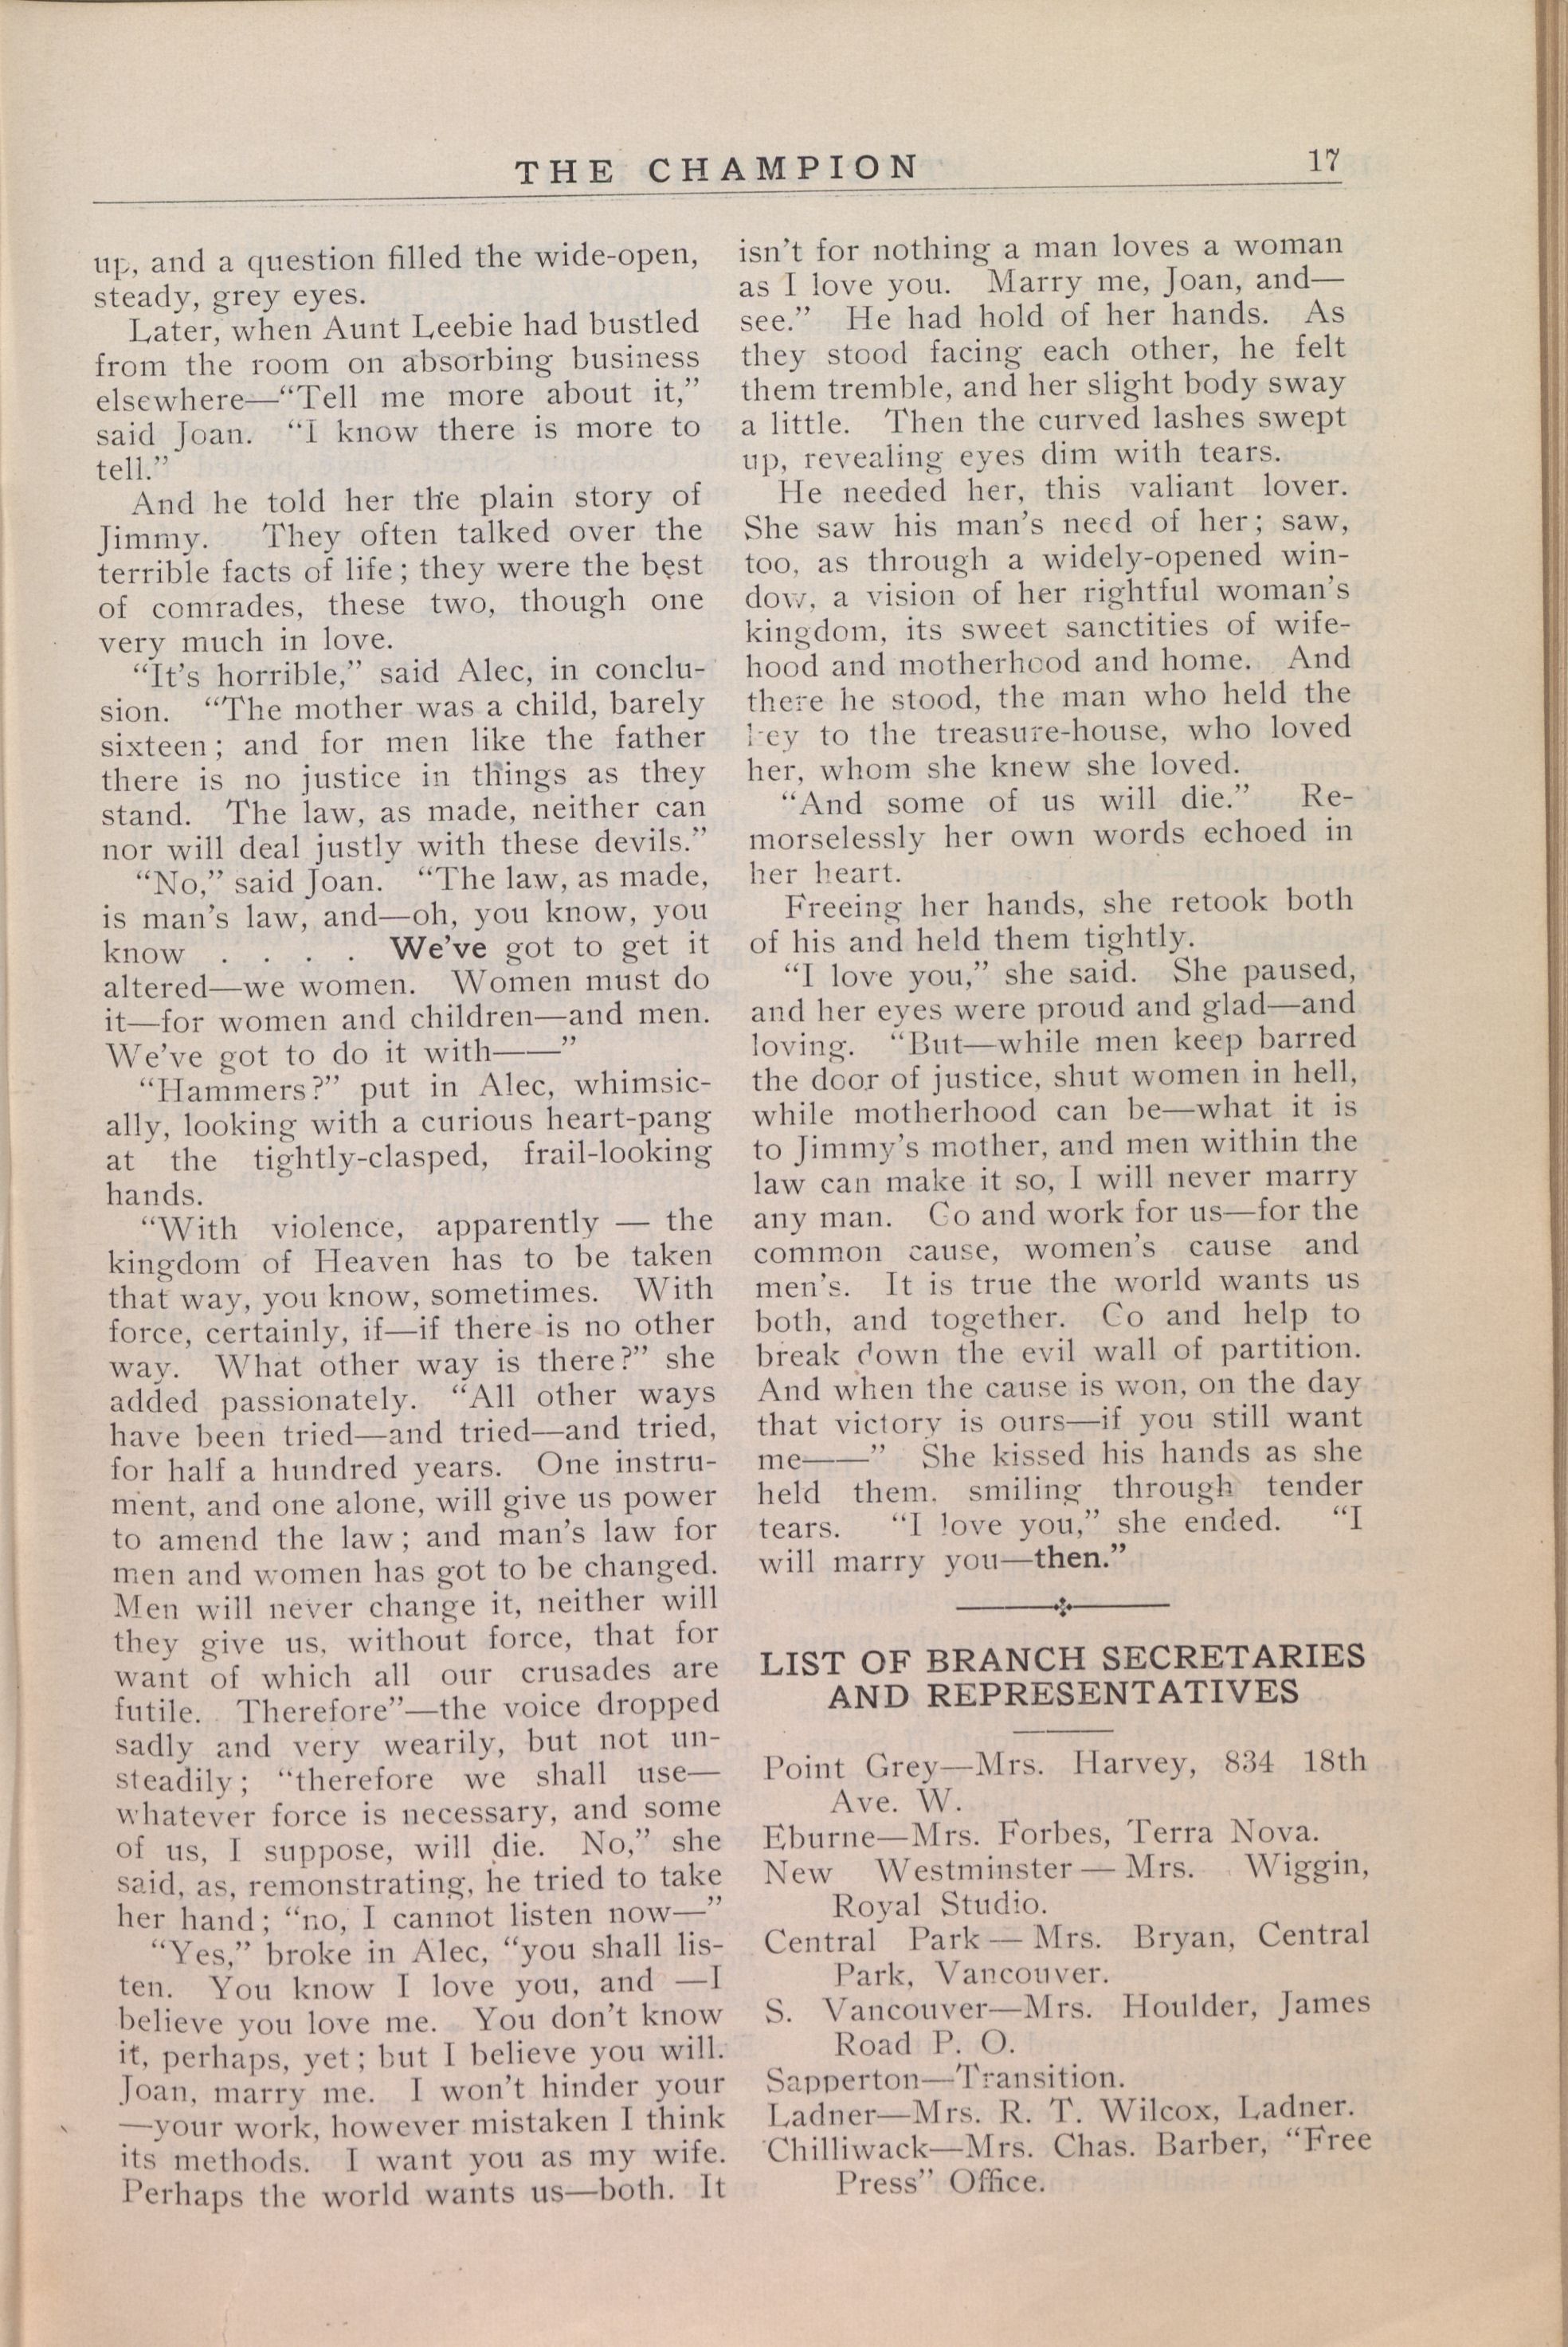 THE CHAMPION 17
up, and a question filled the wide-open,
steady, grey eyes.
Later, when Aunt Leebie had bustled
from the room on absorbing business
elsewhere—“Tell me more about it,”
said Joan. “I know there is more to
tell.”
And he told her the plain story of
Jimmy. They often talked over the
terrible facts of life; they were the best
of comrades, these two, though one
very much in love.
“It’s horrible,” said Alec, in conclu-
sion. “The mother was a child, barely
sixteen; and for men like the father
there is no justice in things as they
stand. The law, as made, neither can
nor will deal justly with these devils.”
“No,” said Joan. “The law, as made,
is man’s law, and—oh, you know, you
know . . . . We’ve got to get it
altered—we women. Women must do
it—for women and children—and men.
We’ve got to do it with——”
“Hammers?” put in Alec, whimsic-
ally, looking with a curious heart-pang
at the tightly-clasped, frail-looking
hands.
“With violence, apparently — the
kingdom of Heaven has to be taken
that way, you know, sometimes. With
force, certainly, if—if there is no other
way. What other way is there?” she
added passionately. “All other ways
have been tried—and tried—and tried,
for half a hundred years. One instru-
ment, and one alone, will give us power
to amend the law; and man’s law for
men and women has got to be changed.
Men will never change it, neither will
they give us, without force, that for
want of which all our crusades are
futile. Therefore”—the voice dropped
sadly and very wearily, but not un-
steadily; “therefore we shall use—
whatever force is necessary, and some
of us, I suppose, will die. No,” she
said, as, remonstrating, he tried to take
her hand; “no, I cannot listen now—”
“Yes,” broke in Alec, “you shall lis-
ten. You know I love you, and —I
believe you love me. You don’t know
it, perhaps, yet; but I believe you will.
Joan, marry me. I won’t hinder your
—your work, however mistaken I think
its methods. I want you as my wife.
Perhaps the world wants us—both. It
isn’t for nothing a man loves a woman
as I love you. Marry me, Joan, and—
see.” He had hold of her hands. As
they stood facing each other, he felt
them tremble, and her slight body sway
a little. Then the curved lashes swept
up, revealing eyes dim with tears.
He needed her, this valiant lover.
She saw his man’s need of her; saw,
too, as through a widely-opened win-
dow, a vision of her rightful woman’s
kingdom, its sweet sanctities of wife-
hood and motherhood and home. And
there he stood, the man who held the
key to the treasure-house, who loved
her, whom she knew she loved.
“And some of us will die.” Re-
morselessly her own words echoed in
her heart.
Freeing her hands, she retook both
of his and held them tightly.
“I love you,” she said. She paused,
and her eyes were proud and glad—and
loving. “But—while men keep barred
the door of justice, shut women in hell,
while motherhood can be—what it is
to Jimmy’s mother, and men within the
law can make it so, I will never marry
any man. Go and work for us—for the
common cause, women’s cause and
men’s. It is true the world wants us
both, and together. Go and help to
break down the evil wall of partition.
And when the cause is won, on the day
that victory is ours—if you still want
me——” She kissed his hands as she
held them, smiling through tender
tears. “I love you,” she ended. “I
will marry you—then.”
LIST OF BRANCH SECRETARIES
AND REPRESENTATIVES
Point Grey—Mrs. Harvey, 834 18th
Ave. W.
Eburne—Mrs. Forbes, Terra Nova.
New Westminster — Mrs. Wiggin,
Royal Studio.
Central Park — Mrs. Bryan, Central
Park, Vancouver.
S. Vancouver—Mrs. Houlder, James
Road P. O.
Sapperton—Transition.
Ladner—Mrs. R. T. Wilcox, Ladner.
Chilliwack—Mrs. Chas. Barber, “Free
Press” Office.